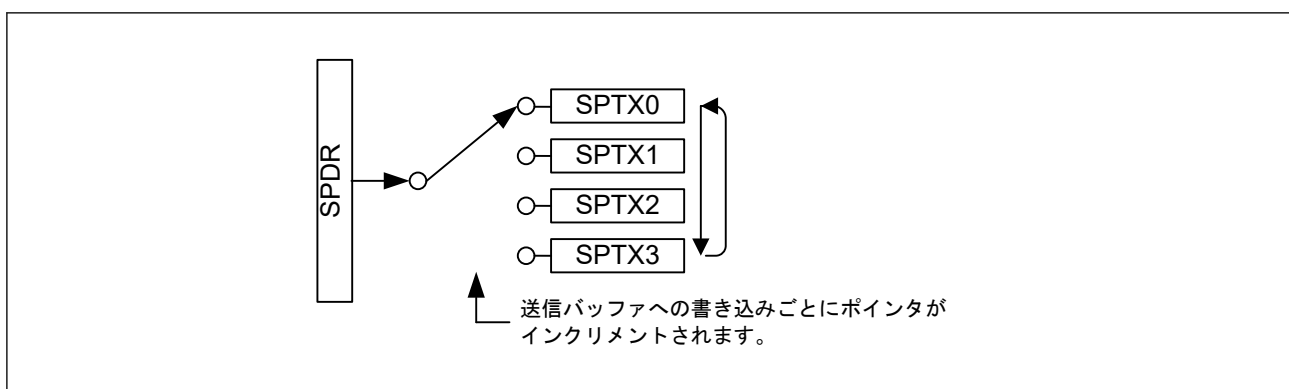 SPDR
SPTX0
SPTX1
SPTX2
SPTX3
送信バッファへの書き込みごとにポインタが
インクリメントされます。